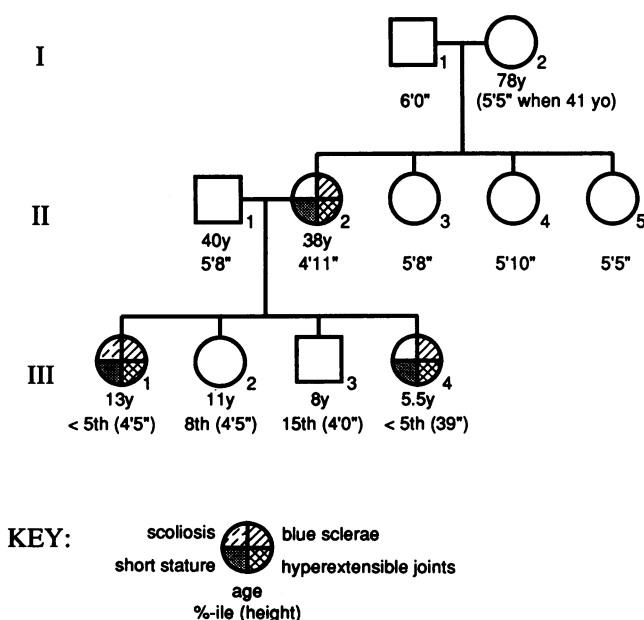 I
1
2
78y
6'0" (5'5" when 41 yo)
II
1
2
3
4
5
40y 38y
5'8" 4'11" 5'8" 5'10" 5'5"
III
1
2
3
4
13y 11y 8y 5.5y
< 5th (4'5") 8th (4'5") 15th (4'0") < 5th (39")
KEY:
scoliosis blue sclerae
short stature hyperextensible joints
age
%-ile (height)